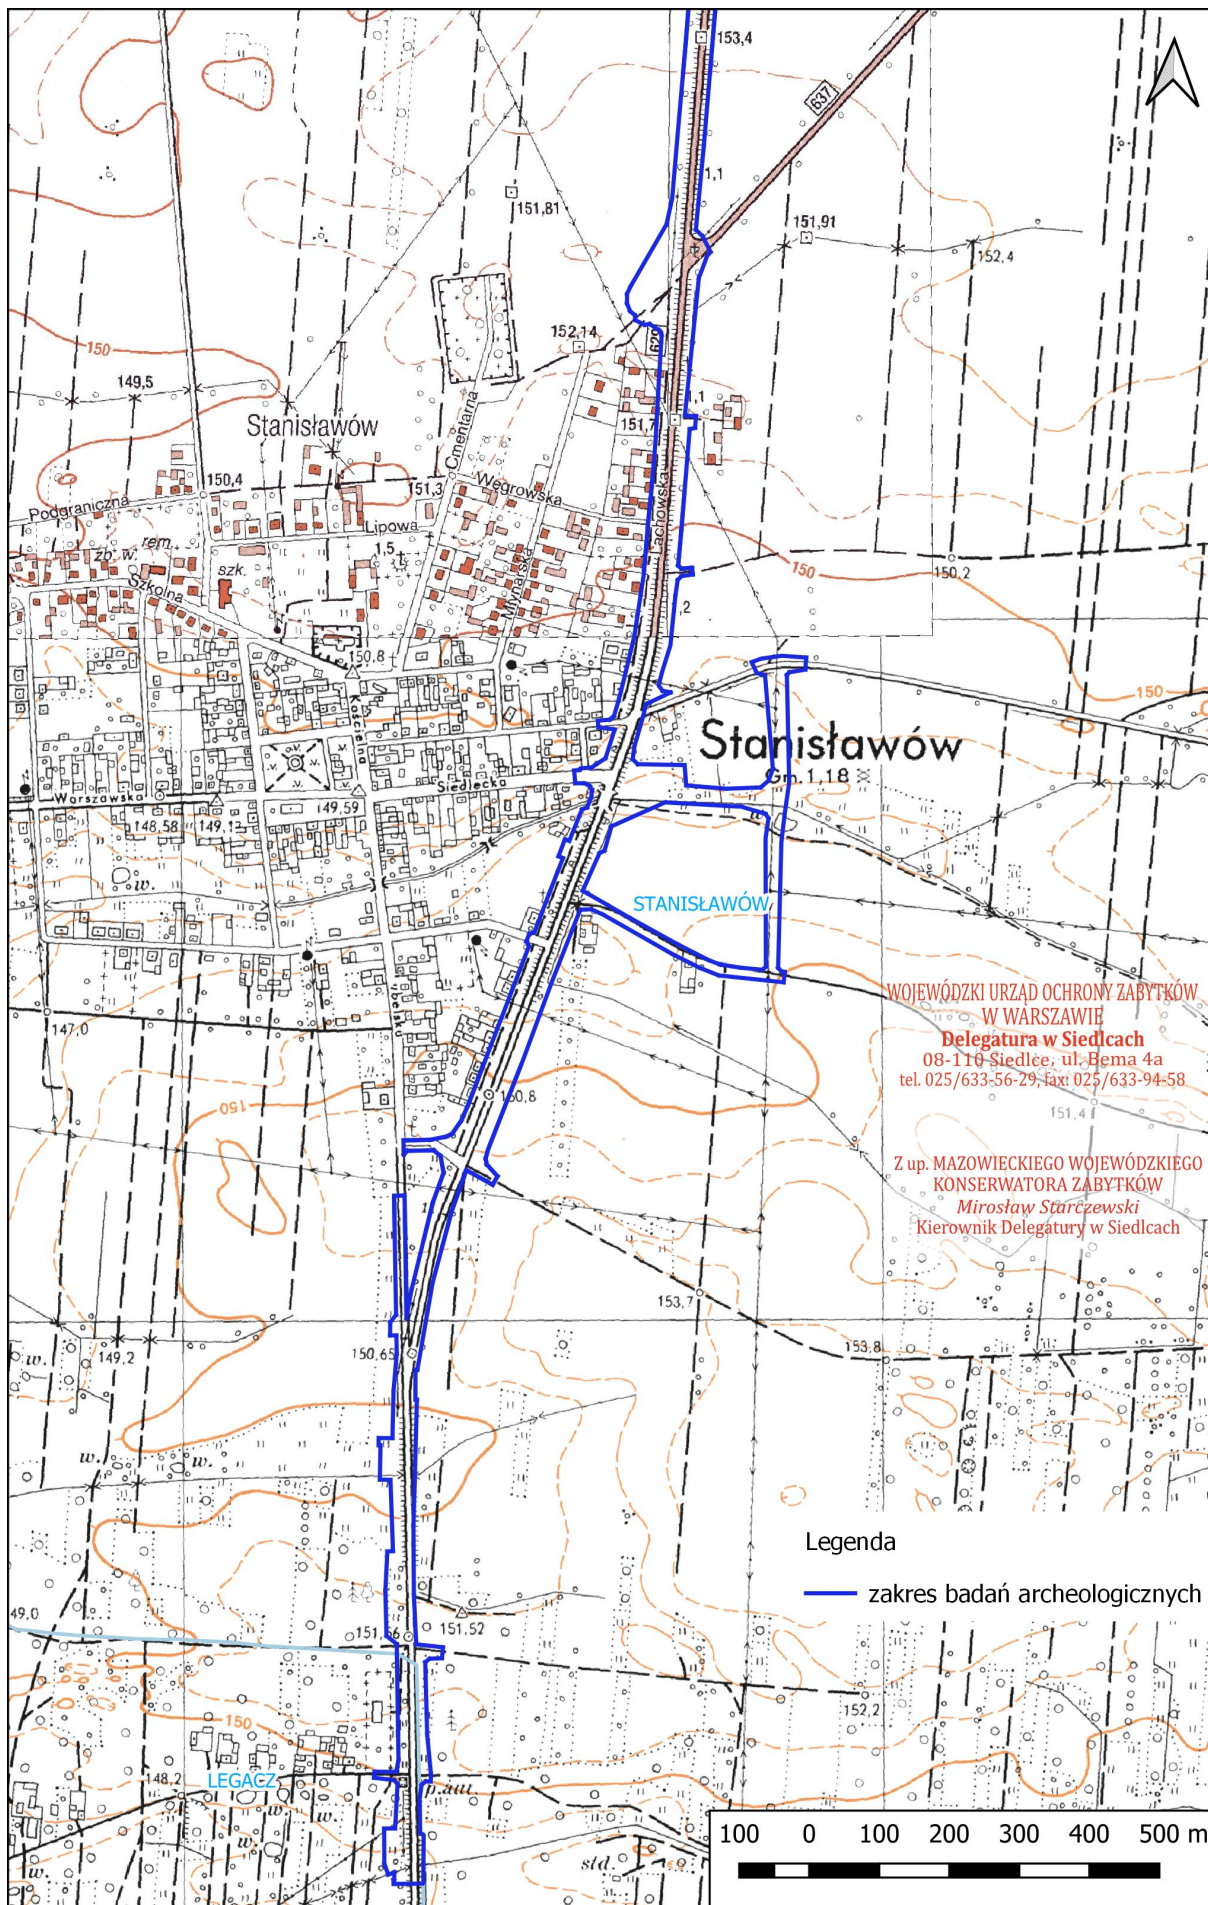 153,4
637
1,1
151,81
151,91
152,4
150
152,14
629
149,5
Stanisławów
1,1
151,7
Cmentarna
150,4
151,3
Węgrowska
Podgraniczna
Lipowa
rem.
1,5
zb. w.
szk.
Szkolna
Młynarska
150
150,2
,2
150,8
150
Kościelna
Stanisławów
Gm. 1,18
Siedlecka
Warszawska
149,59
148,58
149,1
w.
STANISŁAWÓW
WOJEWÓDZKI URZĄD OCHRONY ZABYTKÓW
W WARSZAWIE
Delegatura w Siedlcach
08-110 Siedlce, ul. Bema 4a
tel. 025/633-56-29, fax: 025/633-94-58
147,0
Lubelska
150
150,8
151,4
Z up. MAZOWIECKIEGO WOJEWÓDZKIEGO
KONSERWATORA ZABYTKÓW
Mirosław Starczewski
Kierownik Delegatury w Siedlcach
153,7
w.
149,2
150,65
153,8
w.
w.
Legenda
zakres badań archeologicznych
49,0
151,66
151,52
150
152,2
148,2
LEGACZ
p.aut.
w.
w.
w.
w.
std.
100 0 100 200 300 400 500 m